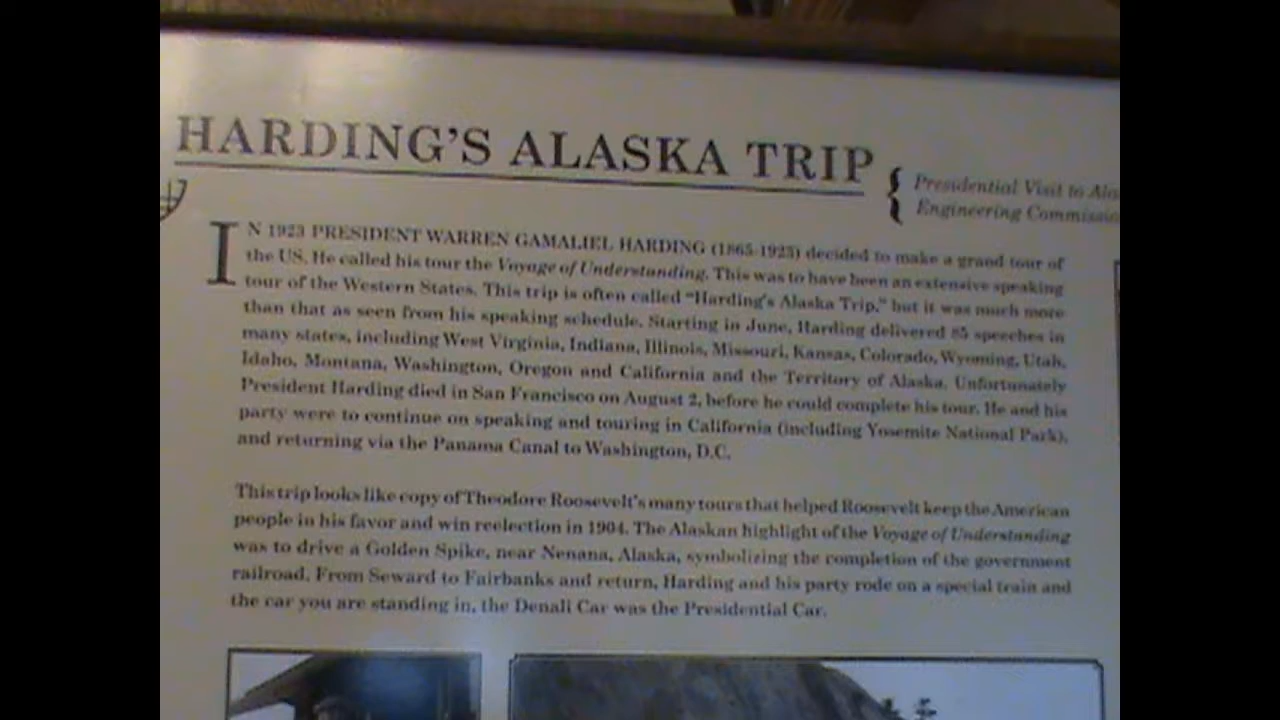 HARDING'S ALASKA TRIP
Presidential Visit to
Engineering
IN 1923 PRESIDENT WARREN GAMALIEL HARDING (1865-1923) decided to make a grand tour of
the US. He called his tour the Voyage of Understanding. This was to have been an extensive speaking
tour of the Western States. This trip is often called "Harding's Alaska Trip," but it was much more
than that as seen from his speaking schedule. Starting in June, Harding delivered 85 speeches in
many states, including West Virginia, Indiana, Illinois, Missouri, Kansas, Colorado, Wyoming, Utah,
Idaho, Montana, Washington, Oregon and California and the Territory of Alaska. Unfortunately
President Harding died in San Francisco on August 2, before he could complete his tour. He and his
party were to continue on speaking and touring in California (including Yosemite National Park),
and returning via the Panama Canal to Washington, D.C.
This trip looks like copy of Theodore Roosevelt's many tours that helped Roosevelt keep the American
people in his favor and win reelection in 1904. The Alaskan highlight of the Voyage of Understanding
was to drive a Golden Spike, near Nenana, Alaska, symbolizing the completion of the government
railroad. From Seward to Fairbanks and return, Harding and his party rode on a special train and
the car you are standing in, the Denali Car was the Presidential Car.